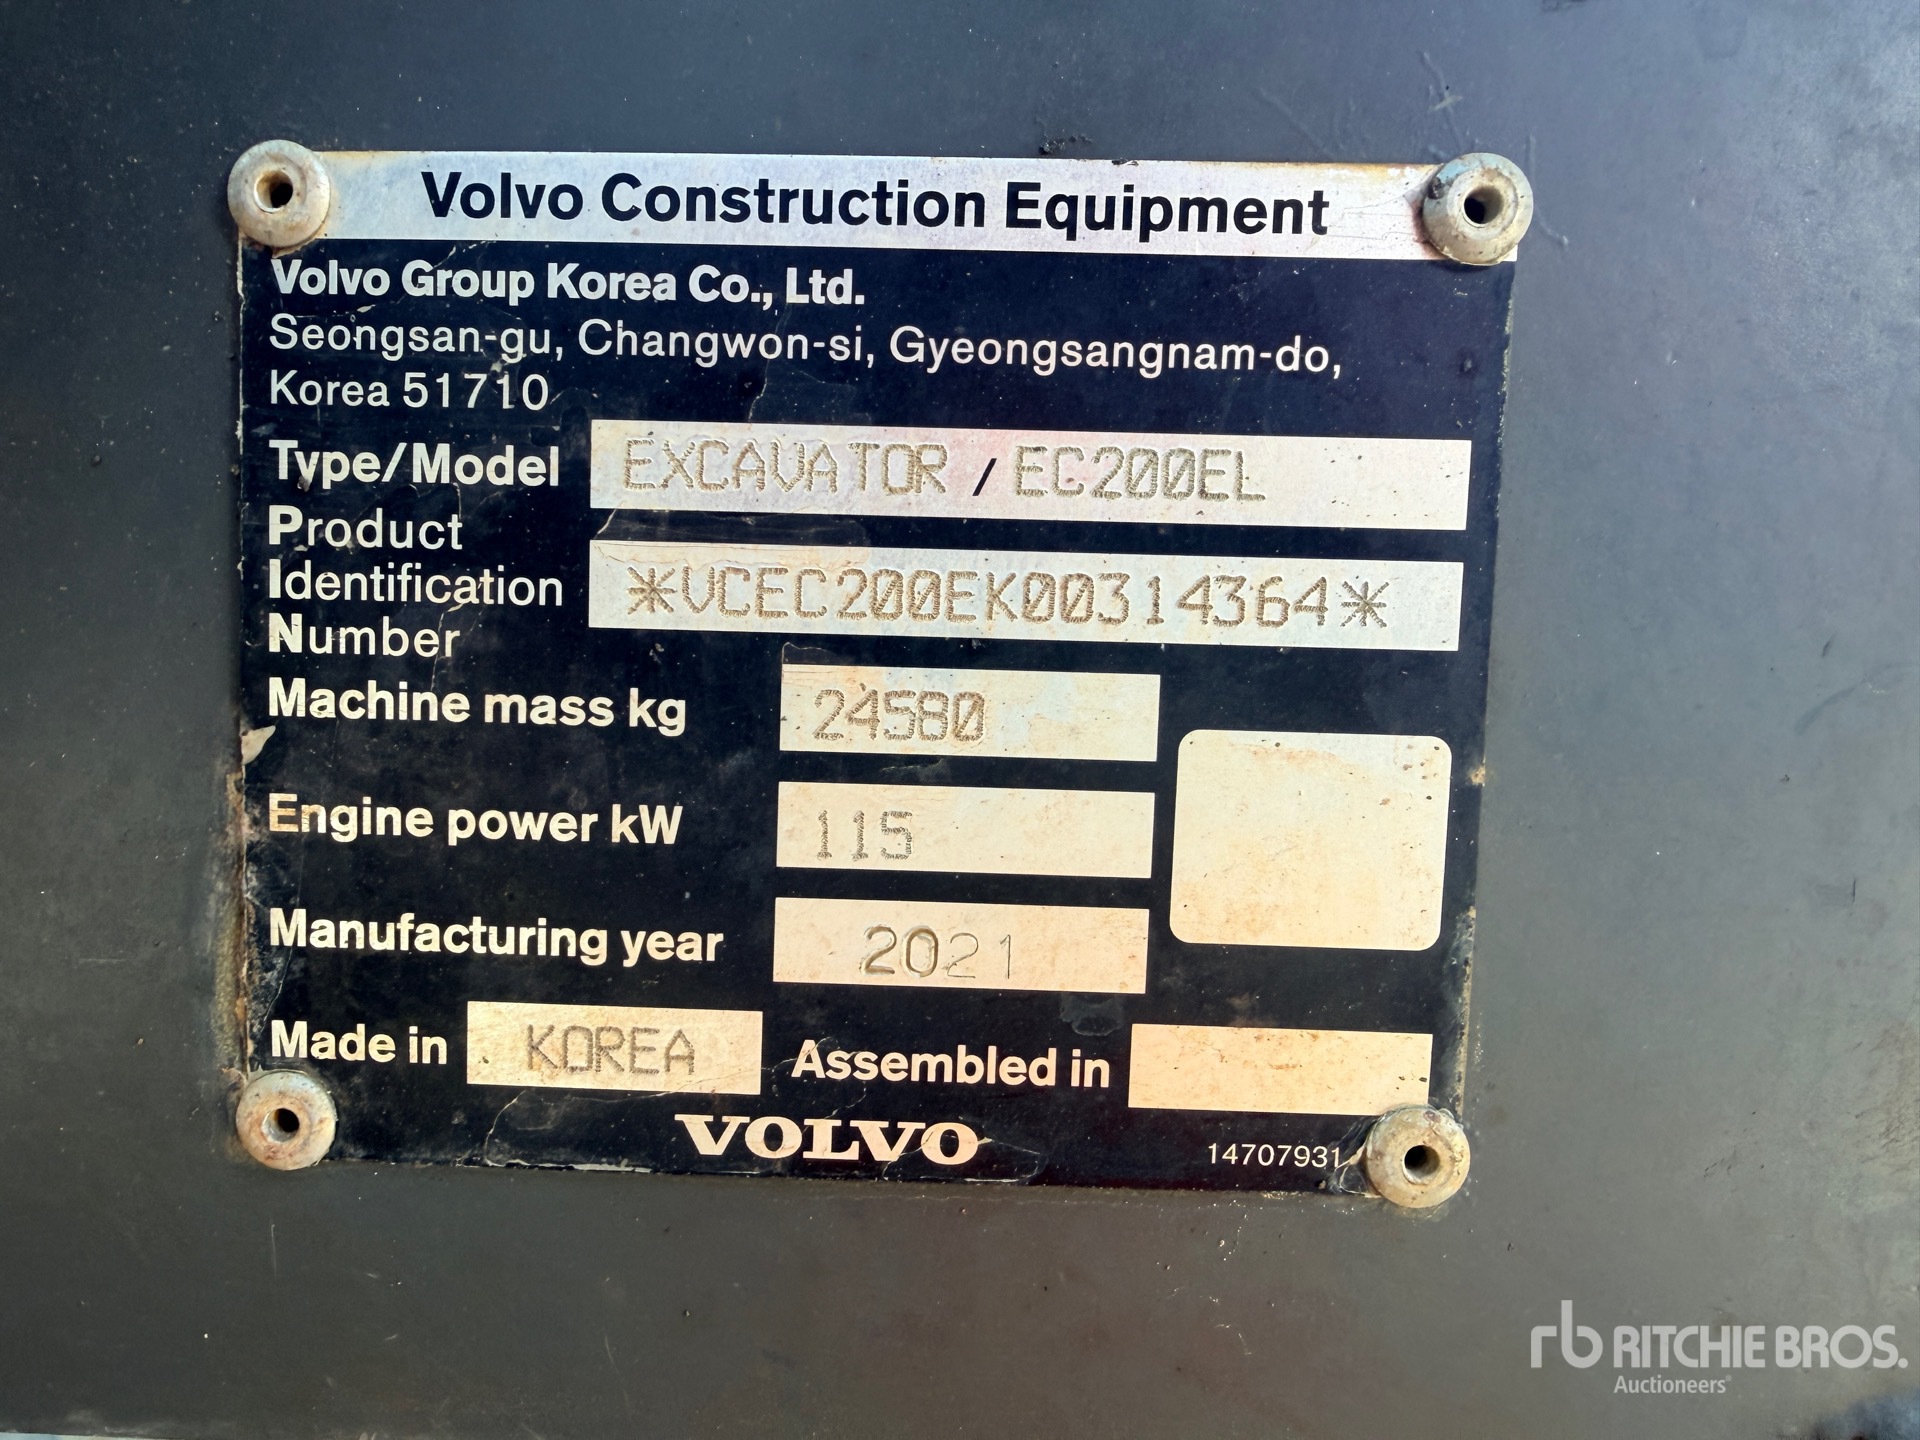 Volvo Construction Equipment
Volvo Group Korea Co., Ltd.
Seongsan-gu, Changwon-si, Gyeongsangnam-do,
Korea 51710
Type/Model EXCAVATOR / EC200EL
Product
Identification *VCEC200EK00314364*
Number
Machine mass kg 24580
Engine power kW 115
Manufacturing year 2021
Made in KOREA Assembled in
VOLVO 14707931
rb RITCHIE BROS.
Auctioneers